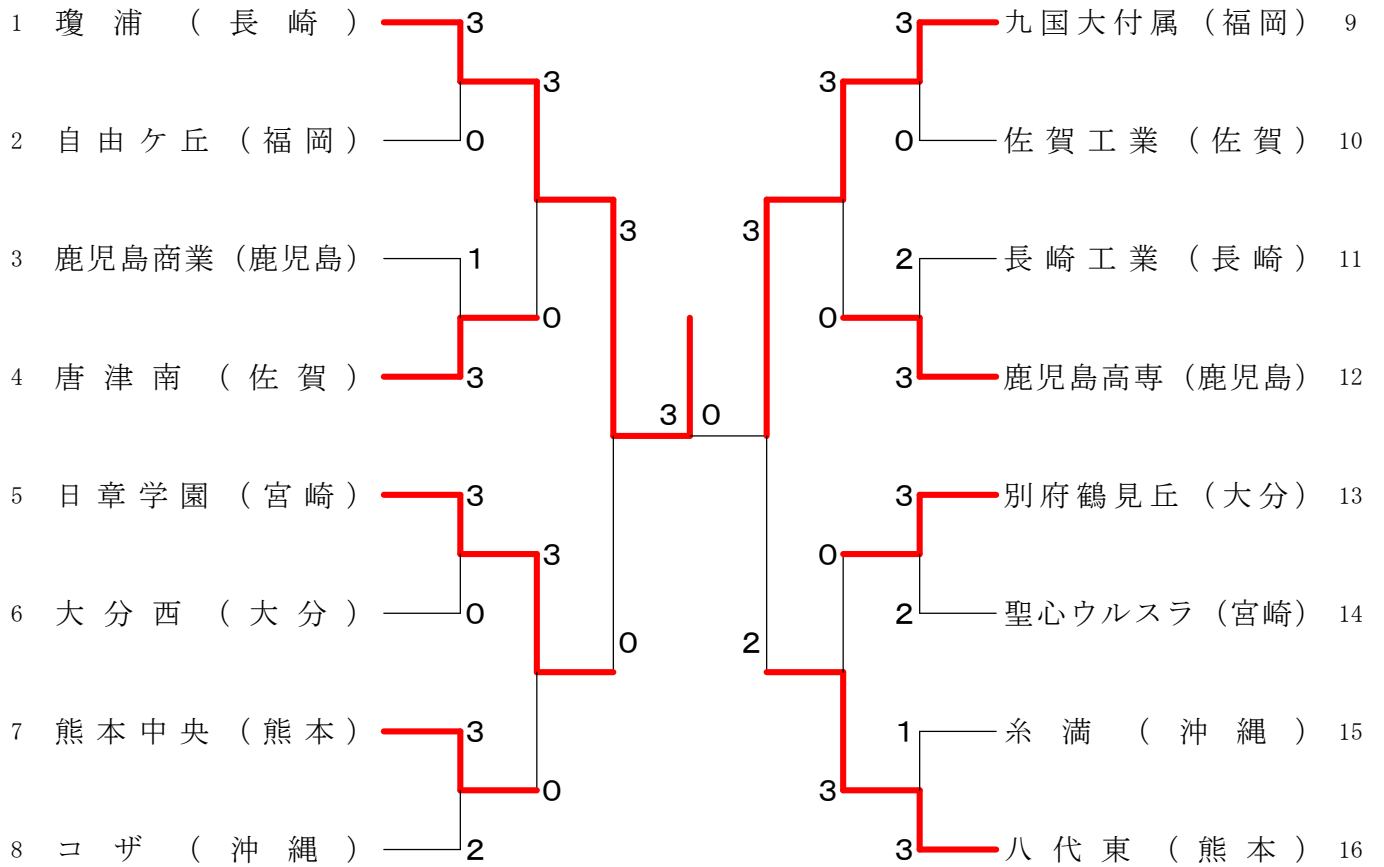 1 瓊浦（長崎） 3
3 九国大付属（福岡） 9
3
3
2 自由ケ丘（福岡） 0
0 佐賀工業（佐賀） 10
3
3
3 鹿児島商業（鹿児島） 1
2 長崎工業（長崎） 11
0
0
4 唐津南（佐賀） 3
3 鹿児島高専（鹿児島） 12
3 0
5 日章学園（宮崎） 3
3 別府鶴見丘（大分） 13
3
0
6 大分西（大分） 0
2 聖心ウルスラ（宮崎） 14
0
2
7 熊本中央（熊本） 3
1 糸満（沖縄） 15
0
3
8 コザ（沖縄） 2
3 八代東（熊本） 16